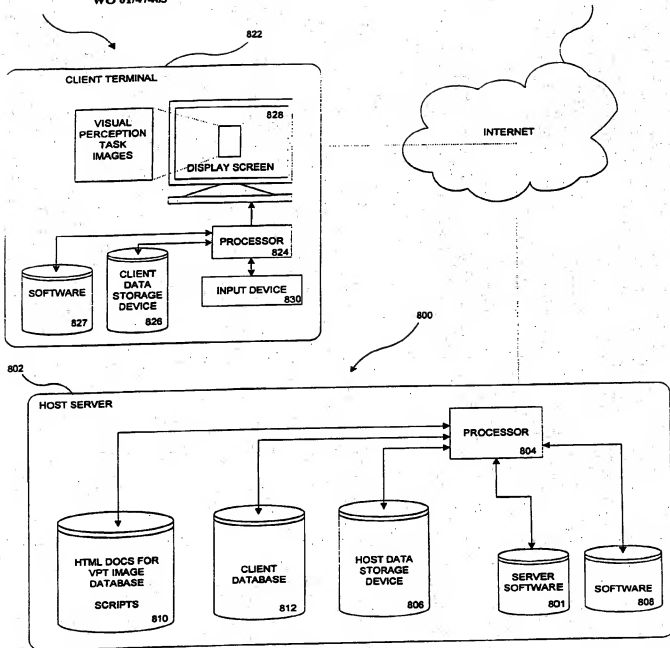 822
CLIENT TERMINAL
VISUAL
PERCEPTION
TASK
IMAGES
828
DISPLAY SCREEN
INTERNET
PROCESSOR
824
SOFTWARE
827
CLIENT
DATA
STORAGE
DEVICE
826
INPUT DEVICE
830
800
802
HOST SERVER
PROCESSOR
804
HTML DOCS FOR
VPT IMAGE
DATABASE
SCRIPTS
810
CLIENT
DATABASE
812
HOST DATA
STORAGE
DEVICE
806
SERVER
SOFTWARE
801
SOFTWARE
808